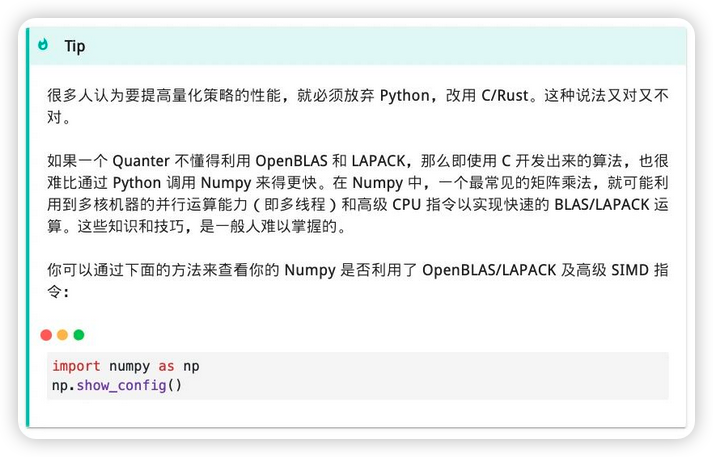 Tip
很多人认为要提高量化策略的性能，就必须放弃 Python，改用 C/Rust。这种说法又对又不
对。
如果一个 Quanter 不懂得利用 OpenBLAS 和 LAPACK，那么即使用 C 开发出来的算法，也很
难比通过 Python 调用 Numpy 来得更快。在 Numpy 中，一个最常见的矩阵乘法，就可能利
用到多核机器的并行运算能力（即多线程）和高级 CPU 指令以实现快速的 BLAS/LAPACK 运
算。这些知识和技巧，是一般人难以掌握的。
你可以通过下面的方法来查看你的 Numpy 是否利用了 OpenBLAS/LAPACK 及高级 SIMD 指
令：
import numpy as np
np.show_config()